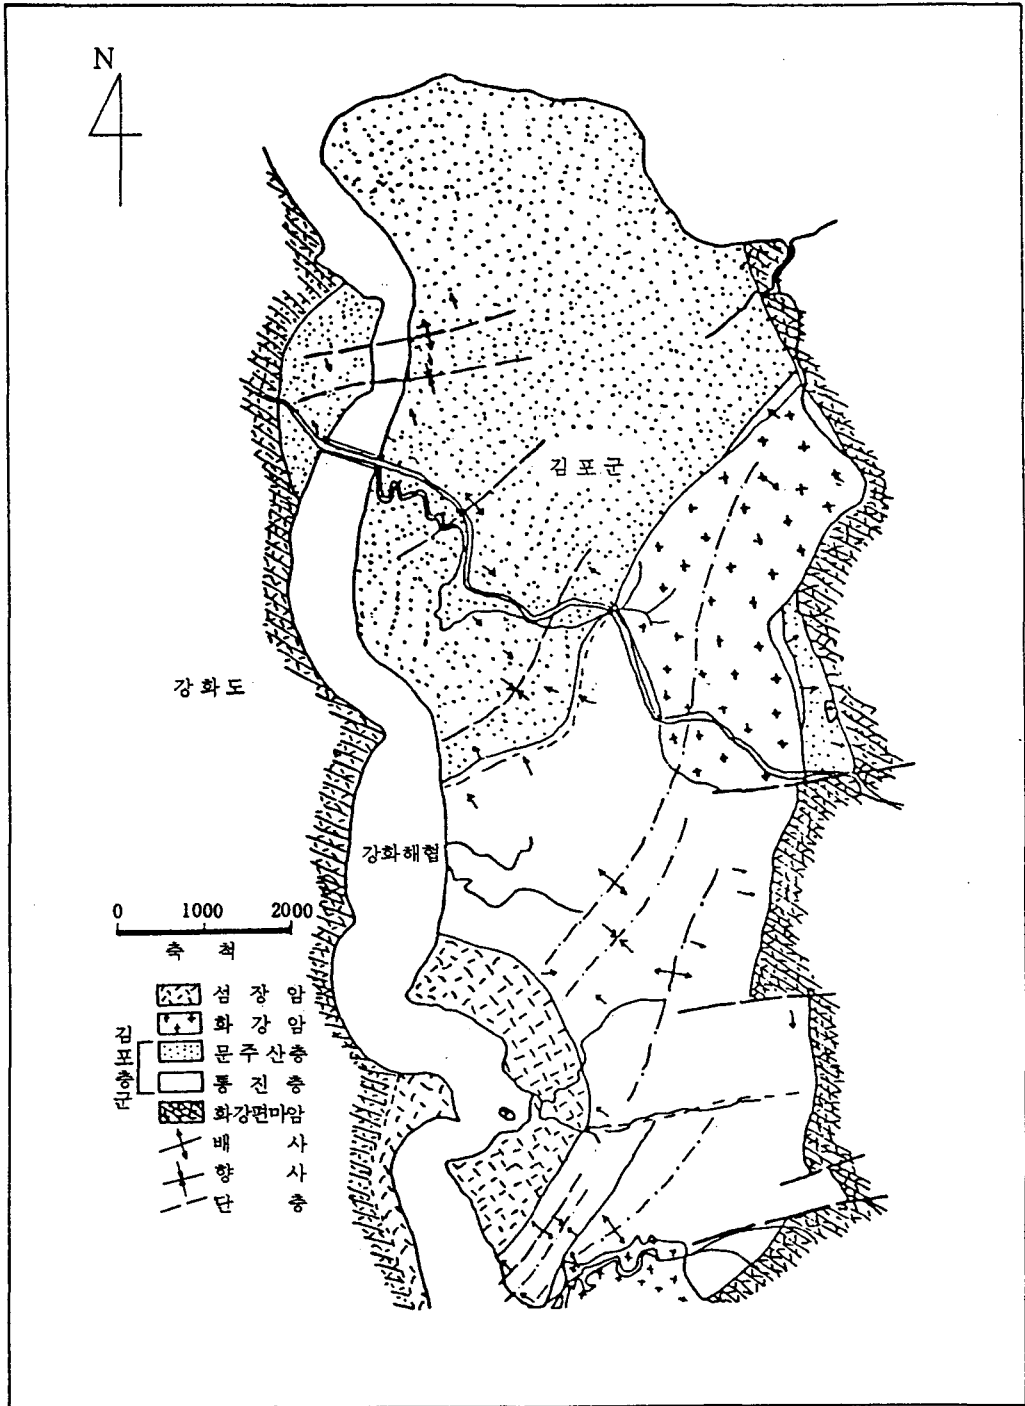 N
김포군
강화도
강화해협
0 1000 2000
축 척
섬 장 암
화 강 암
김포층군
문 주 산 층
통 진 층
화강편마암
배 사
향 사
단 층